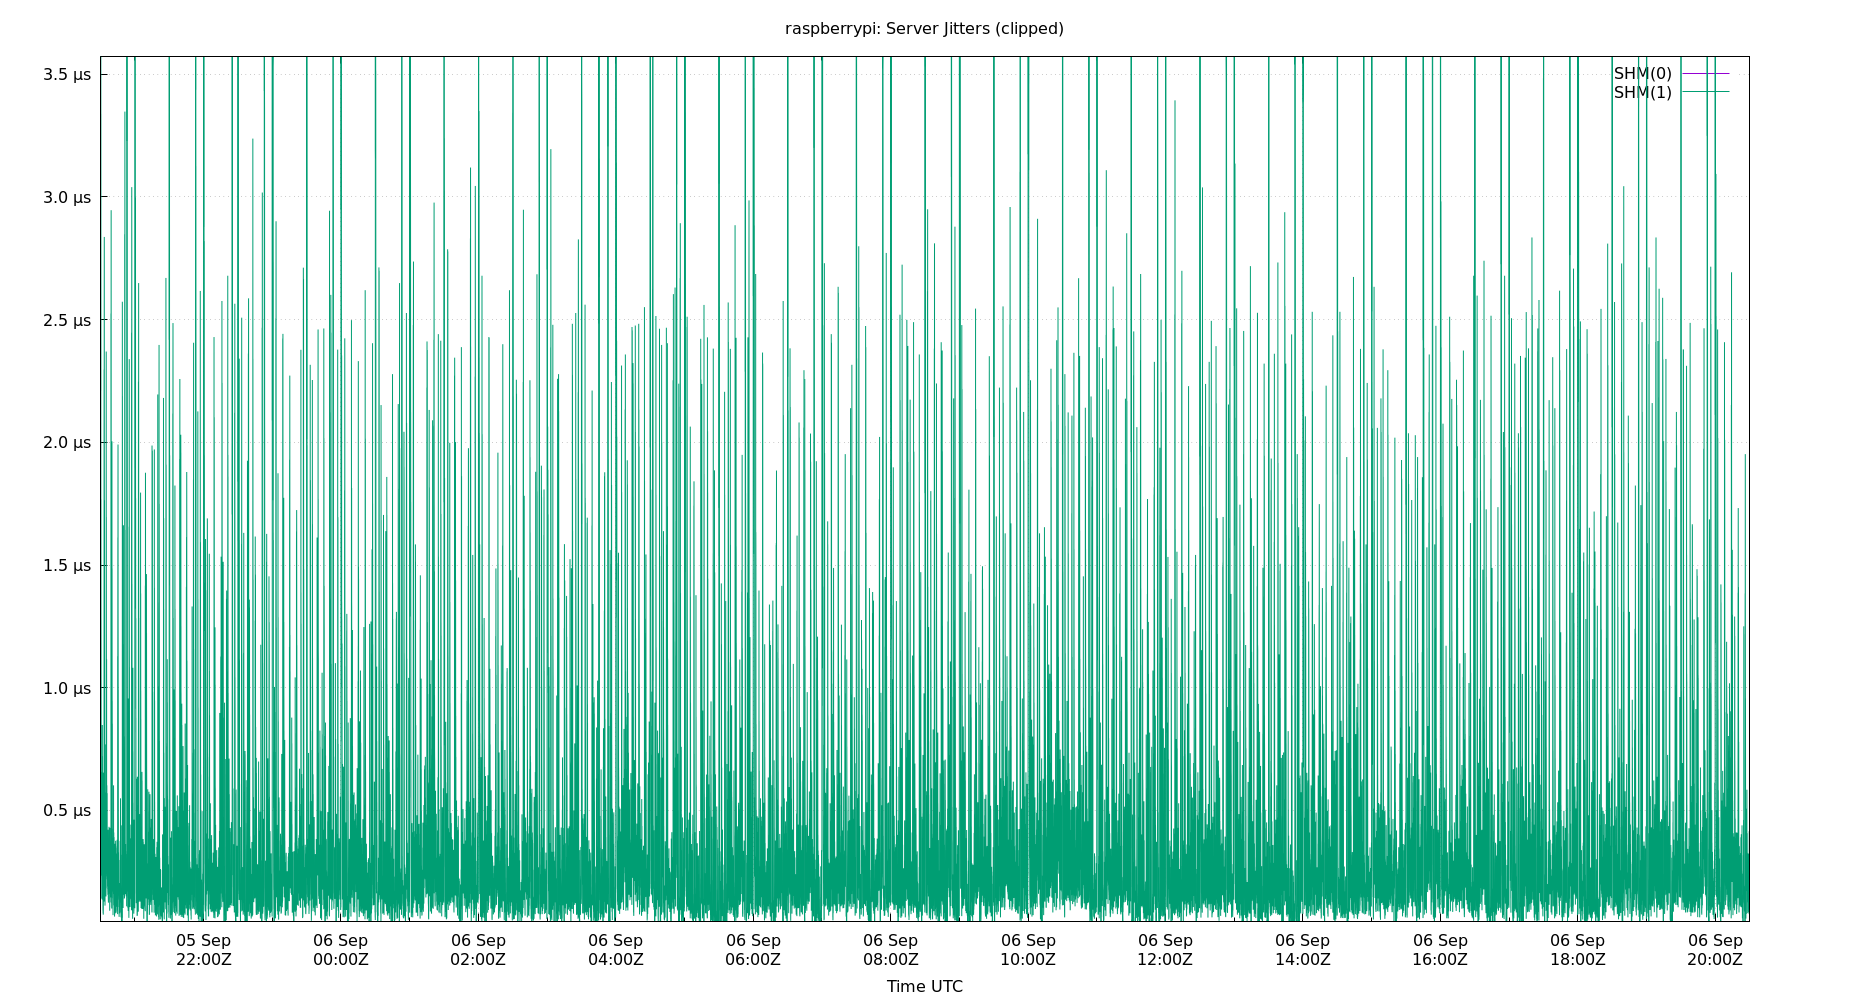 raspberrypi: Server Jitters (clipped)
3.5 µs
3.0 µs
2.5 µs
2.0 µs
1.5 µs
1.0 µs
0.5 µs
SHM(0)
SHM(1)
05 Sep 06 Sep 06 Sep 06 Sep 06 Sep 06 Sep 06 Sep 06 Sep 06 Sep 06 Sep 06 Sep 06 Sep
22:00Z 00:00Z 02:00Z 04:00Z 06:00Z 08:00Z 10:00Z 12:00Z 14:00Z 16:00Z 18:00Z 20:00Z
Time UTC